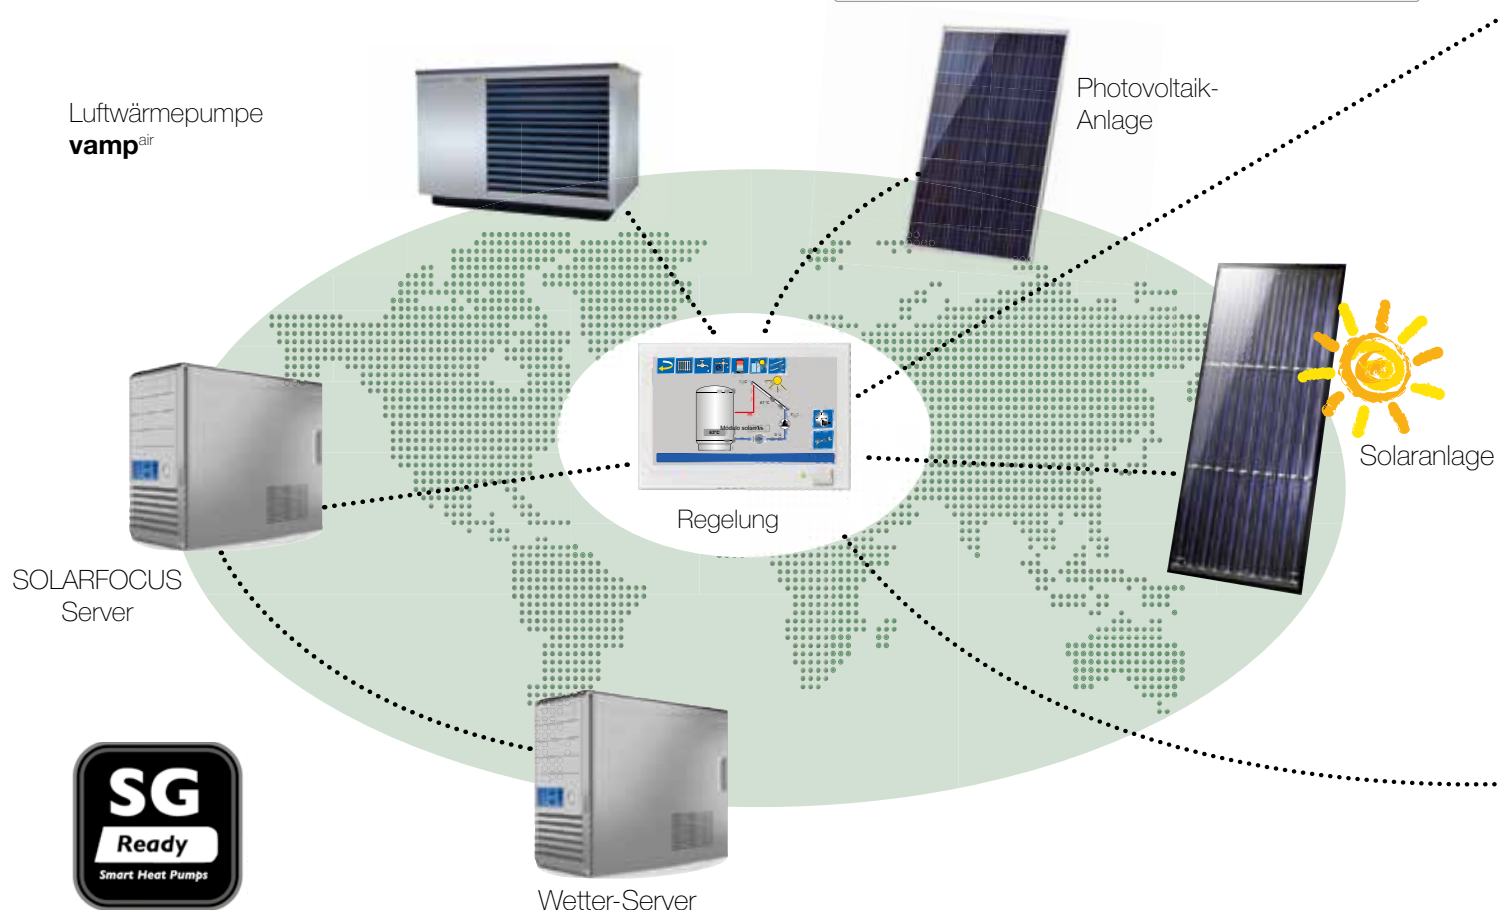 Luftwärmepumpe
vampair
Photovoltaik-
Anlage
Solaranlage
Regelung
SOLARFOCUS
Server
Wetter-Server
SG
Ready
Smart Heat Pumps